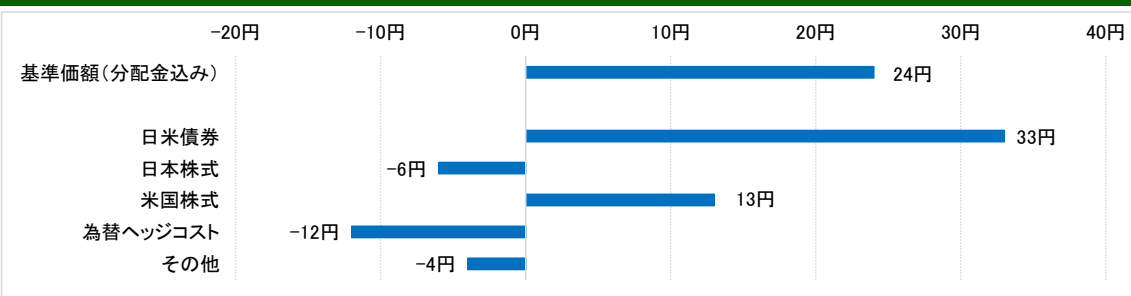 −20円 −10円 0円 10円 20円 30円 40円
基準価額（分配金込み） 24円
日米債券 33円
日本株式 −6円
米国株式 13円
為替ヘッジコスト −12円
その他 −4円